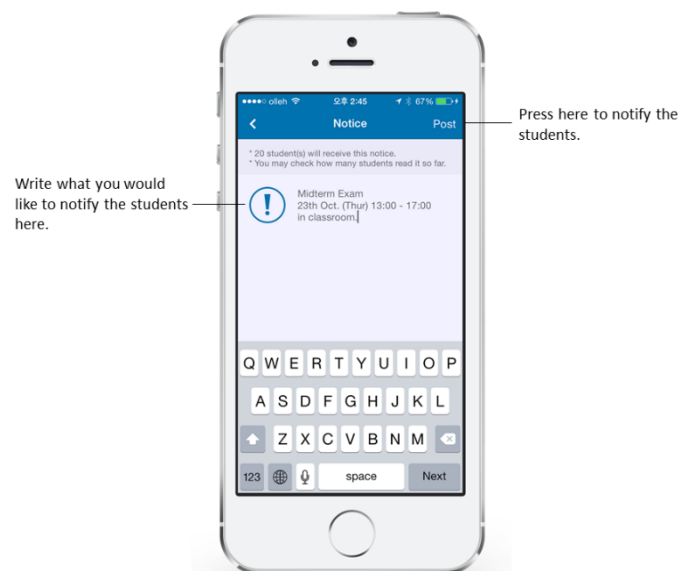 olleh 오후 2:45 67%
Notice Post
* 20 student(s) will receive this notice.
* You may check how many students read it so far.
Midterm Exam
23th Oct. (Thur) 13:00 - 17:00
in classroom.
Q W E R T Y U I O P
A S D F G H J K L
Z X C V B N M
123 space Next
Write what you would
like to notify the students
here.
Press here to notify the
students.